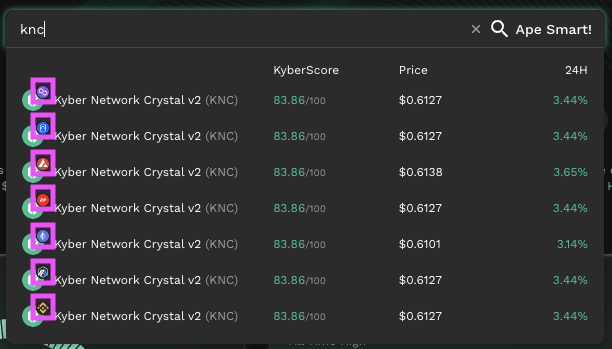 knc × Ape Smart!
KyberScore Price 24H
Kyber Network Crystal v2 (KNC) 83.86/100 $0.6127 3.44%
Kyber Network Crystal v2 (KNC) 83.86/100 $0.6127 3.44%
Kyber Network Crystal v2 (KNC) 83.86/100 $0.6138 3.65%
Kyber Network Crystal v2 (KNC) 83.86/100 $0.6127 3.44%
Kyber Network Crystal v2 (KNC) 83.86/100 $0.6101 3.14%
Kyber Network Crystal v2 (KNC) 83.86/100 $0.6127 3.44%
Kyber Network Crystal v2 (KNC) 83.86/100 $0.6127 3.44%